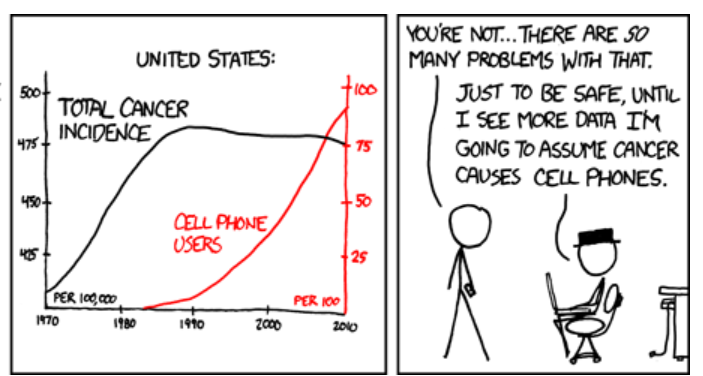 UNITED STATES:
500
TOTAL CANCER
INCIDENCE
475
450
425
CELL PHONE
USERS
100
75
50
25
PER 100,000
PER 100
1970
1980
1990
2000
2010
YOU'RE NOT... THERE ARE SO
MANY PROBLEMS WITH THAT.
JUST TO BE SAFE, UNTIL
I SEE MORE DATA I'M
GOING TO ASSUME CANCER
CAUSES CELL PHONES.